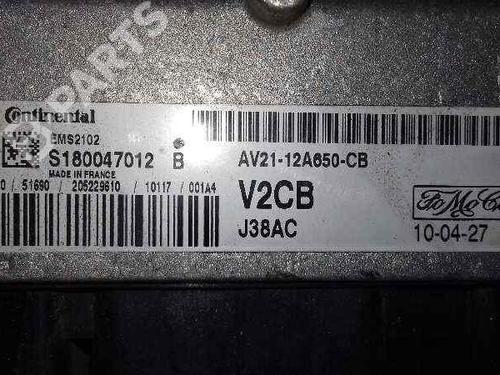 Continental
EMS2102
S180047012 B
AV21-12A650-CB
MADE IN FRANCE
V2CB
0 / 51690 / 205229610 / 10117 / 001A4
J38AC
FoMoCo
10-04-27
PARTS